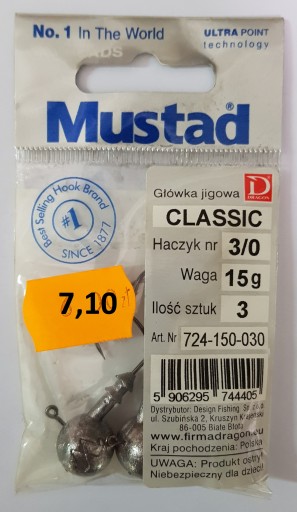 No. 1 In The World
ULTRA POINT
technology
Mustad®
Best Selling Hook Brand
#1
SINCE 1877
Główka jigowa
D
DRAGON
CLASSIC
Haczyk nr 3/0
Waga 15g
Ilość sztuk 3
Art. Nr 724-150-030
7,10 zł
5 906295 744405
Dystrybutor: Design Fishing
ul. Szubińska 2, Kruszyn
86-005 Białe Błota
www.firmadragon.eu
Kraj pochodzenia: Polska
UWAGA: Produkt ostry
Niebezpieczny dla dzieci